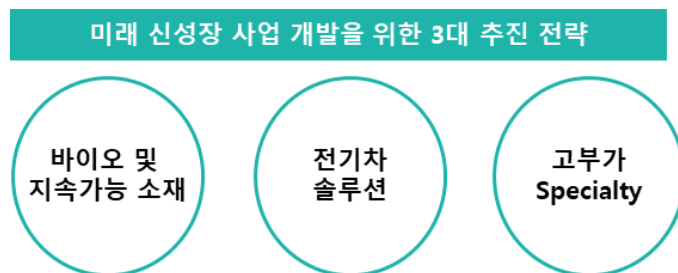 미래 신성장 사업 개발을 위한 3대 추진 전략
바이오 및
지속가능 소재
전기차
솔루션
고부가
Specialty